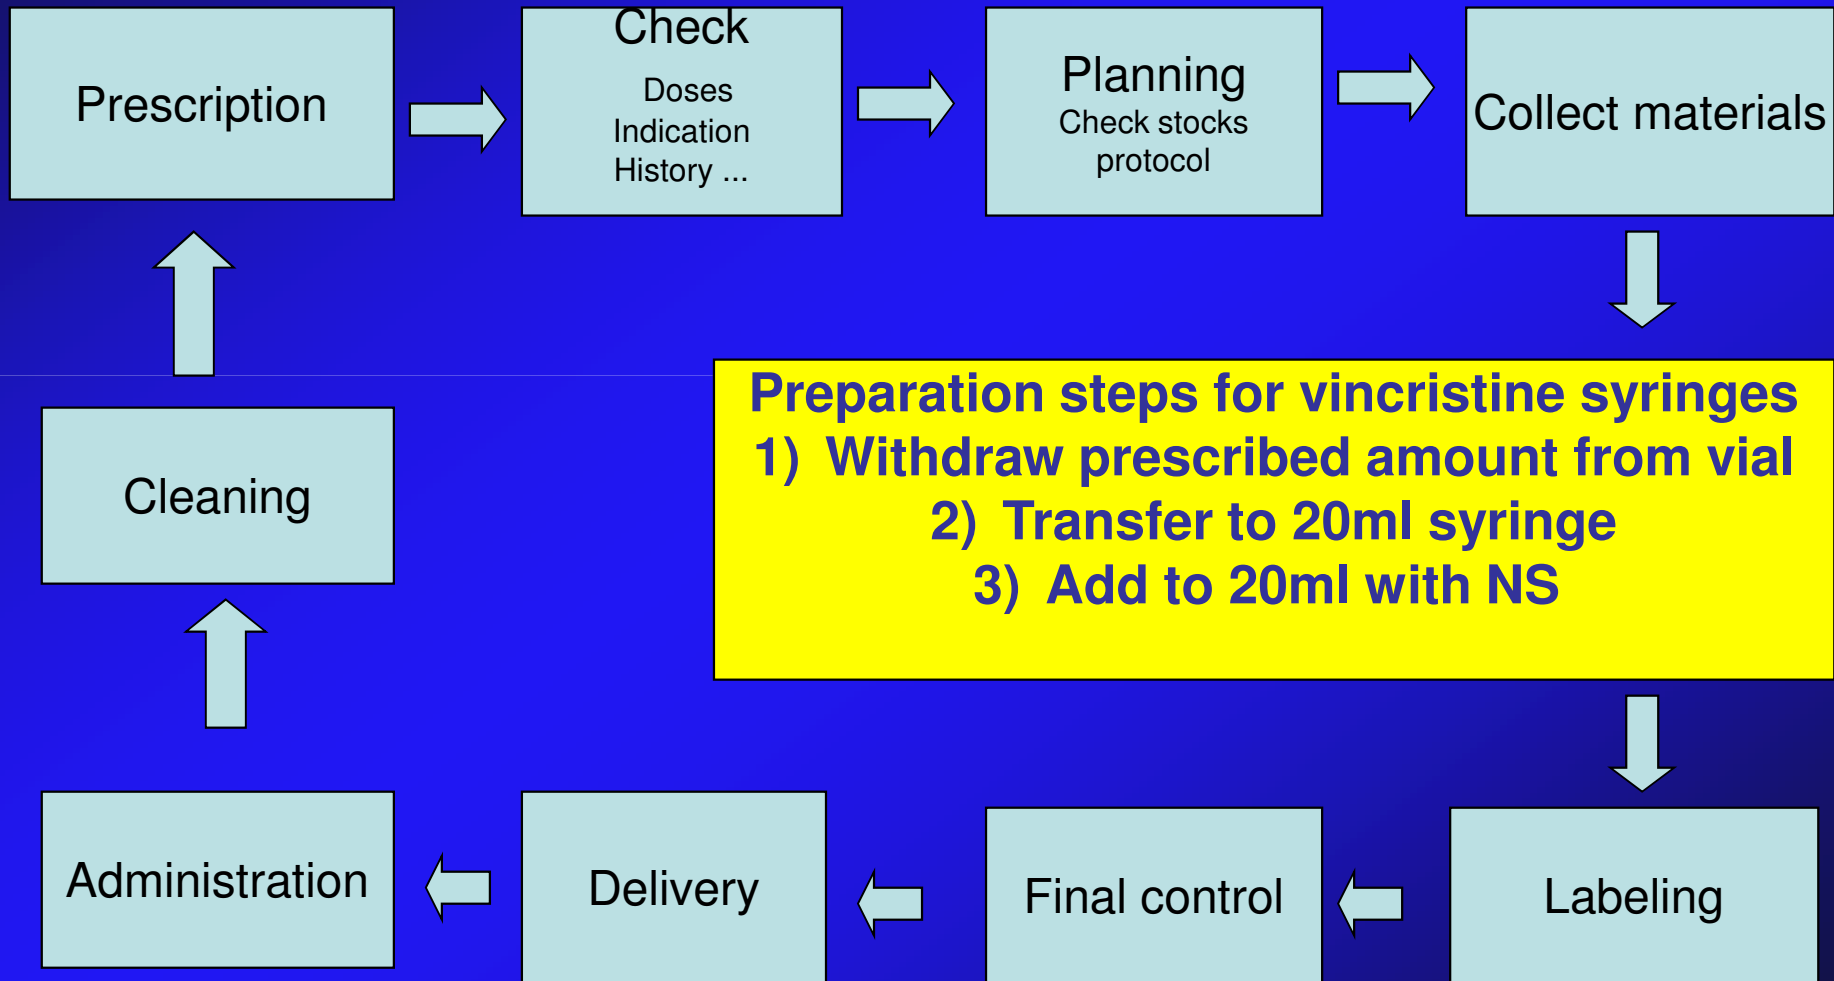 Prescription
Check
Doses
Indication
History ...
Planning
Check stocks
protocol
Collect materials
Preparation steps for vincristine syringes
1) Withdraw prescribed amount from vial
2) Transfer to 20ml syringe
3) Add to 20ml with NS
Labeling
Final control
Delivery
Administration
Cleaning